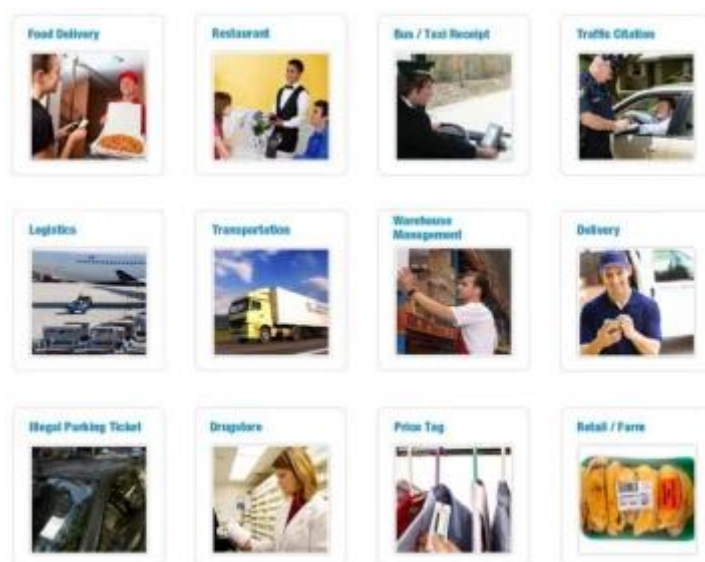 Food Delivery
Restaurant
Bus / Taxi Receipt
Traffic Citation
Logistics
Transportation
Warehouse
Management
Delivery
Illegal Parking Ticket
Drugstore
Price Tag
Retail / Farm